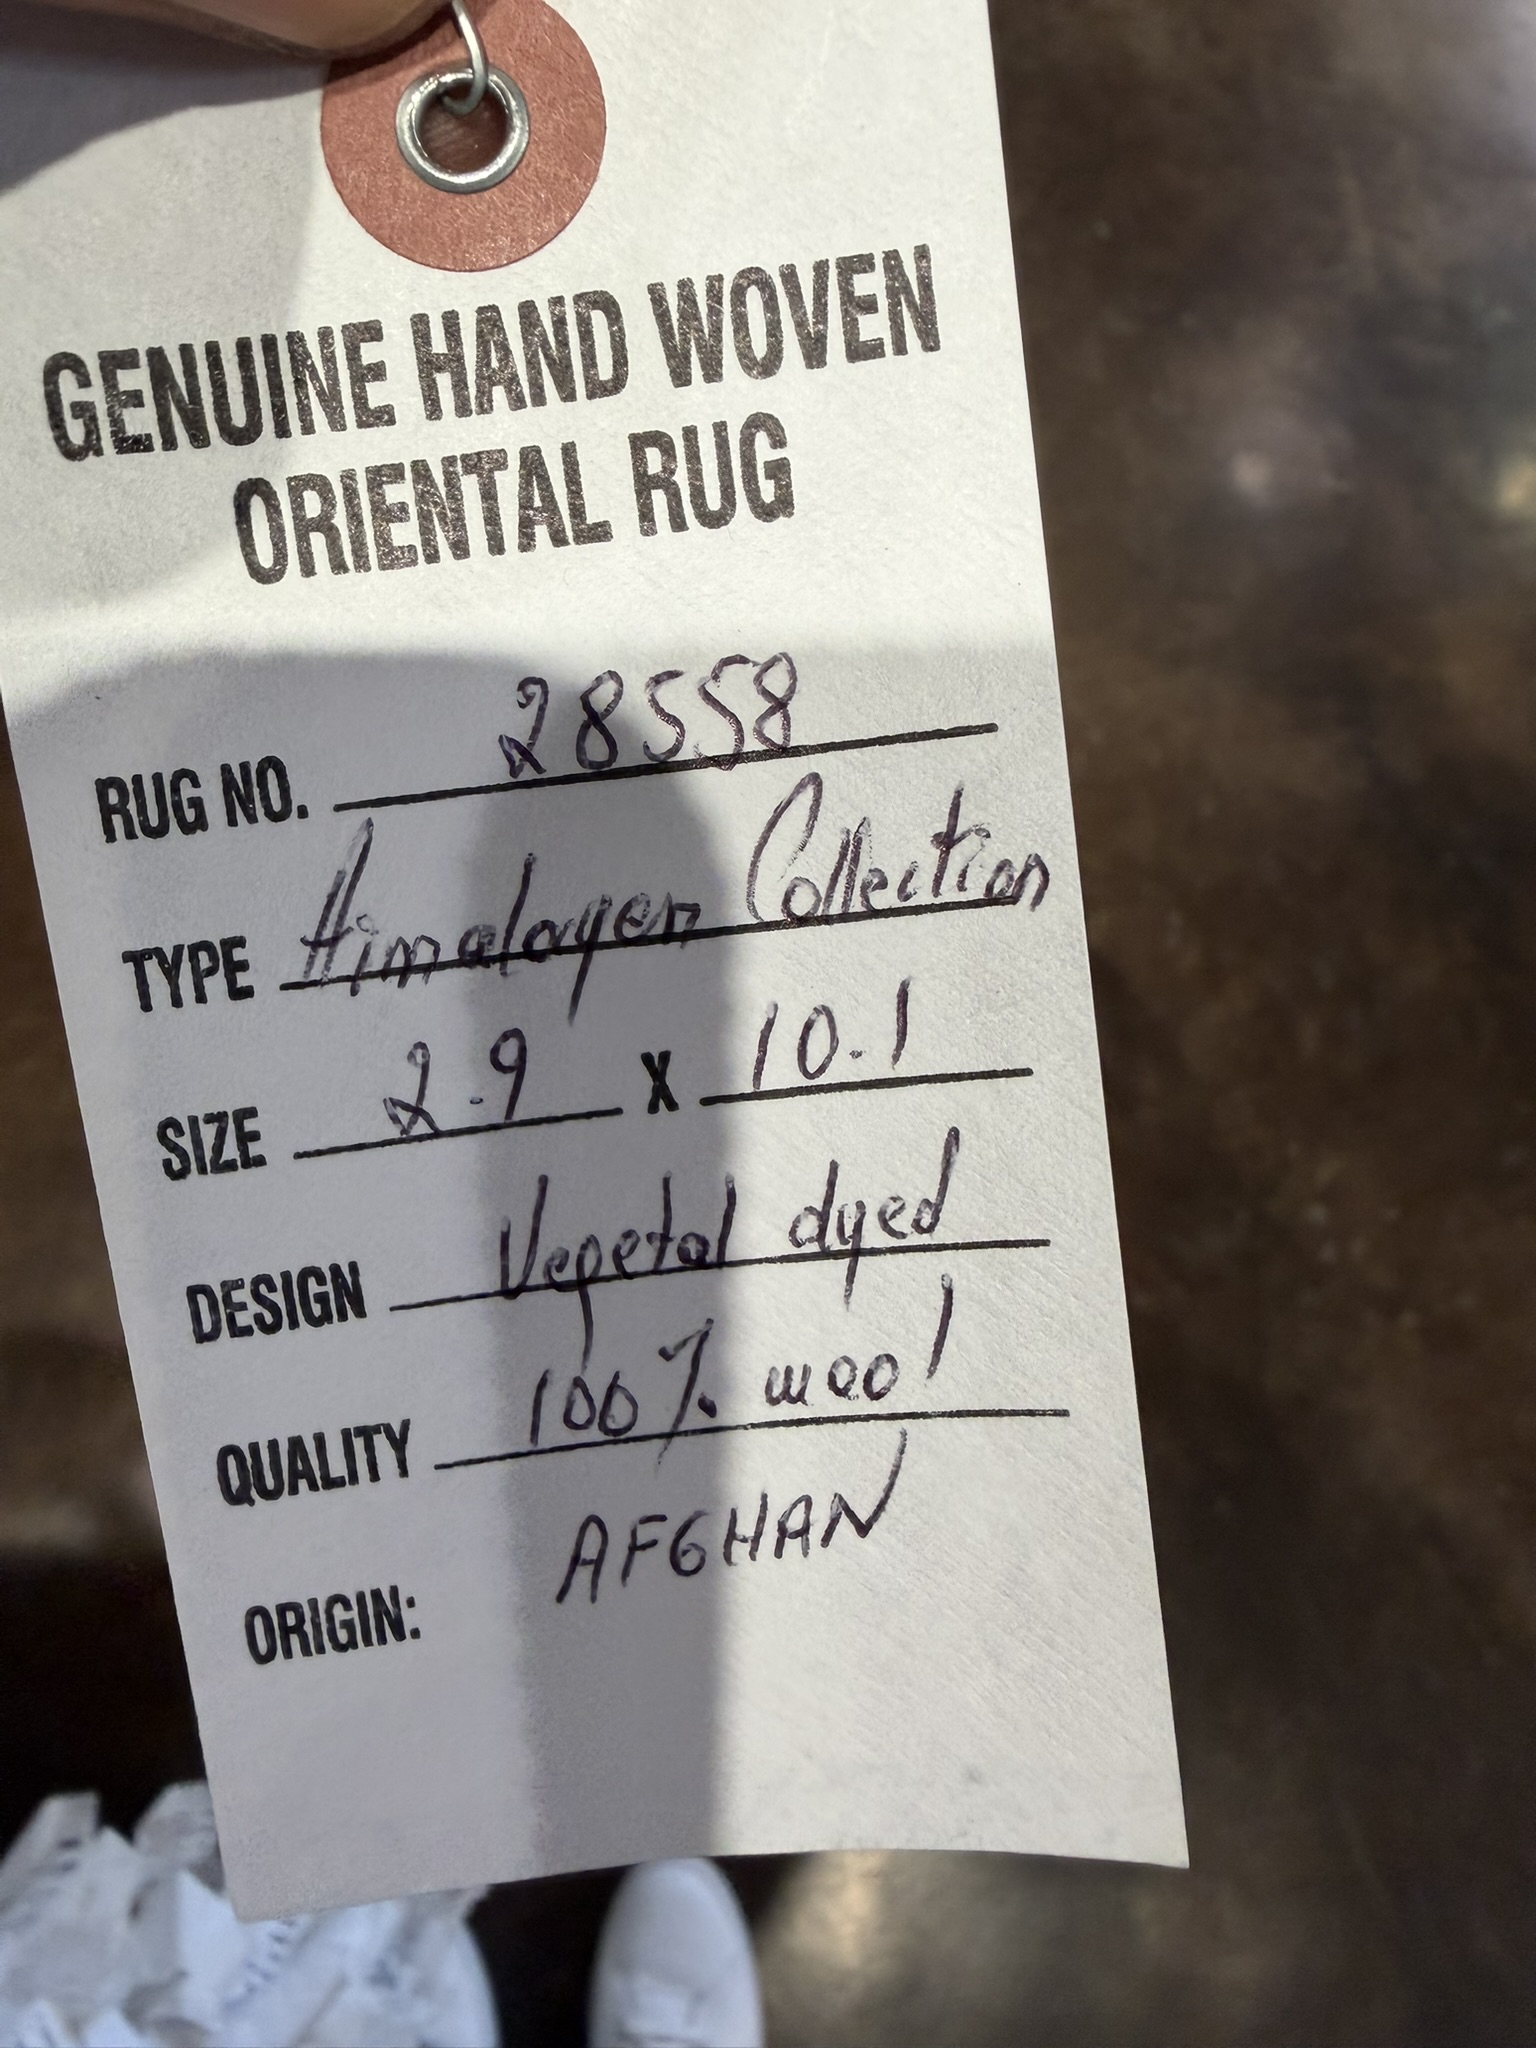 GENUINE HAND WOVEN
ORIENTAL RUG
RUG NO. 28558
TYPE Himalayen Collection
SIZE 2.9 X 10.1
DESIGN Vegetal dyed
QUALITY 100% wool
ORIGIN: AFGHAN